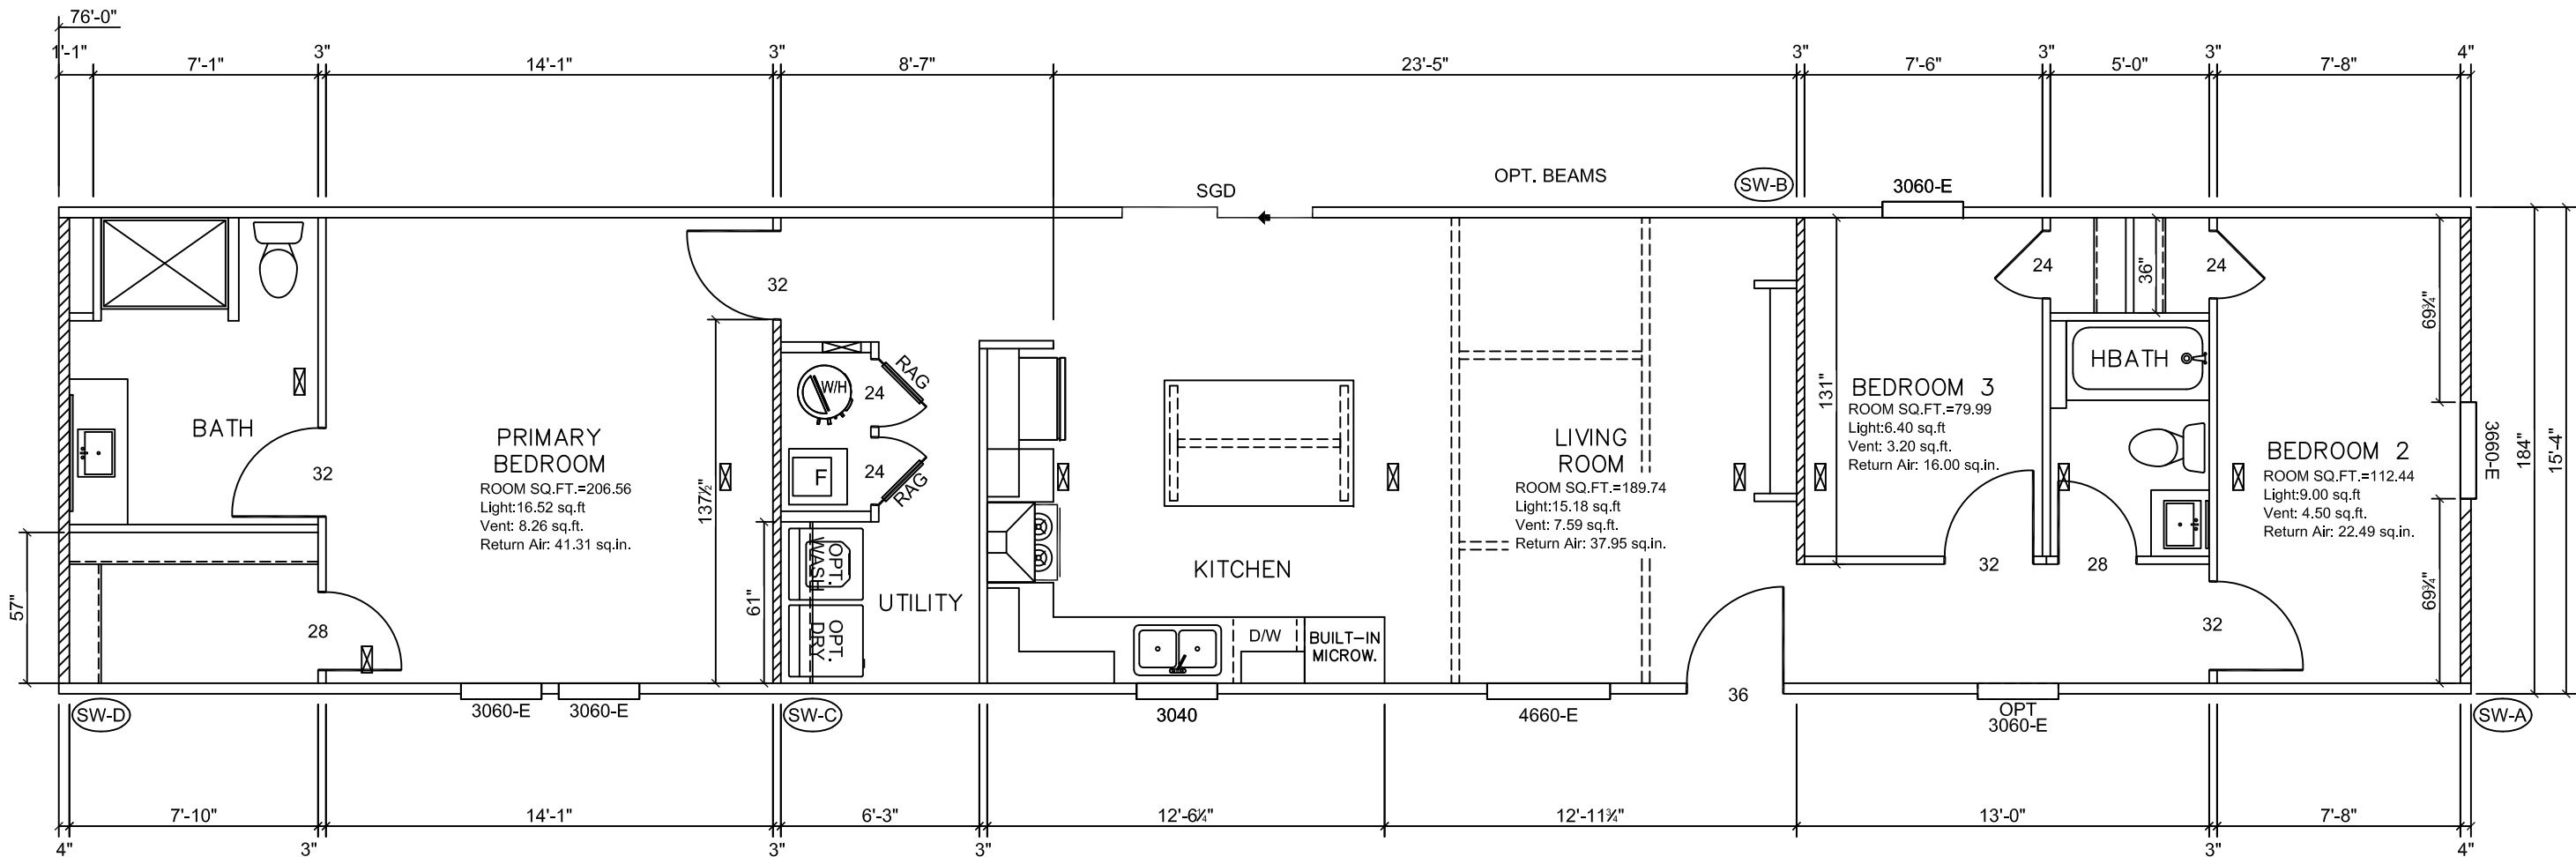 76'-0"
1'-1"
7'-1"
3"
14'-1"
3"
8'-7"
23'-5"
3"
7'-6"
3"
5'-0"
3"
7'-8"
4"
SGD
OPT. BEAMS
SW-B
3060-E
32
24
36"
24
69¾"
W/H
RAG
24
131"
HBATH
BATH
32
PRIMARY
BEDROOM
ROOM SQ.FT.=206.56
Light:16.52 sq.ft
Vent: 8.26 sq.ft.
Return Air: 41.31 sq.in.
137½"
F
24
RAG
LIVING
ROOM
ROOM SQ.FT.=189.74
Light:15.18 sq.ft
Vent: 7.59 sq.ft.
Return Air: 37.95 sq.in.
BEDROOM 3
ROOM SQ.FT.=79.99
Light:6.40 sq.ft
Vent: 3.20 sq.ft.
Return Air: 16.00 sq.in.
BEDROOM 2
ROOM SQ.FT.=112.44
Light:9.00 sq.ft
Vent: 4.50 sq.ft.
Return Air: 22.49 sq.in.
3660-E
184"
15'-4"
57"
28
61"
OPT.
WASH
OPT.
DRY
UTILITY
KITCHEN
D/W
BUILT-IN
MICROW.
32
28
32
69¾"
SW-D
3060-E
3060-E
SW-C
3040
4660-E
36
OPT
3060-E
SW-A
4"
7'-10"
3"
14'-1"
3"
6'-3"
3"
12'-6¼"
12'-11¾"
13'-0"
3"
7'-8"
4"